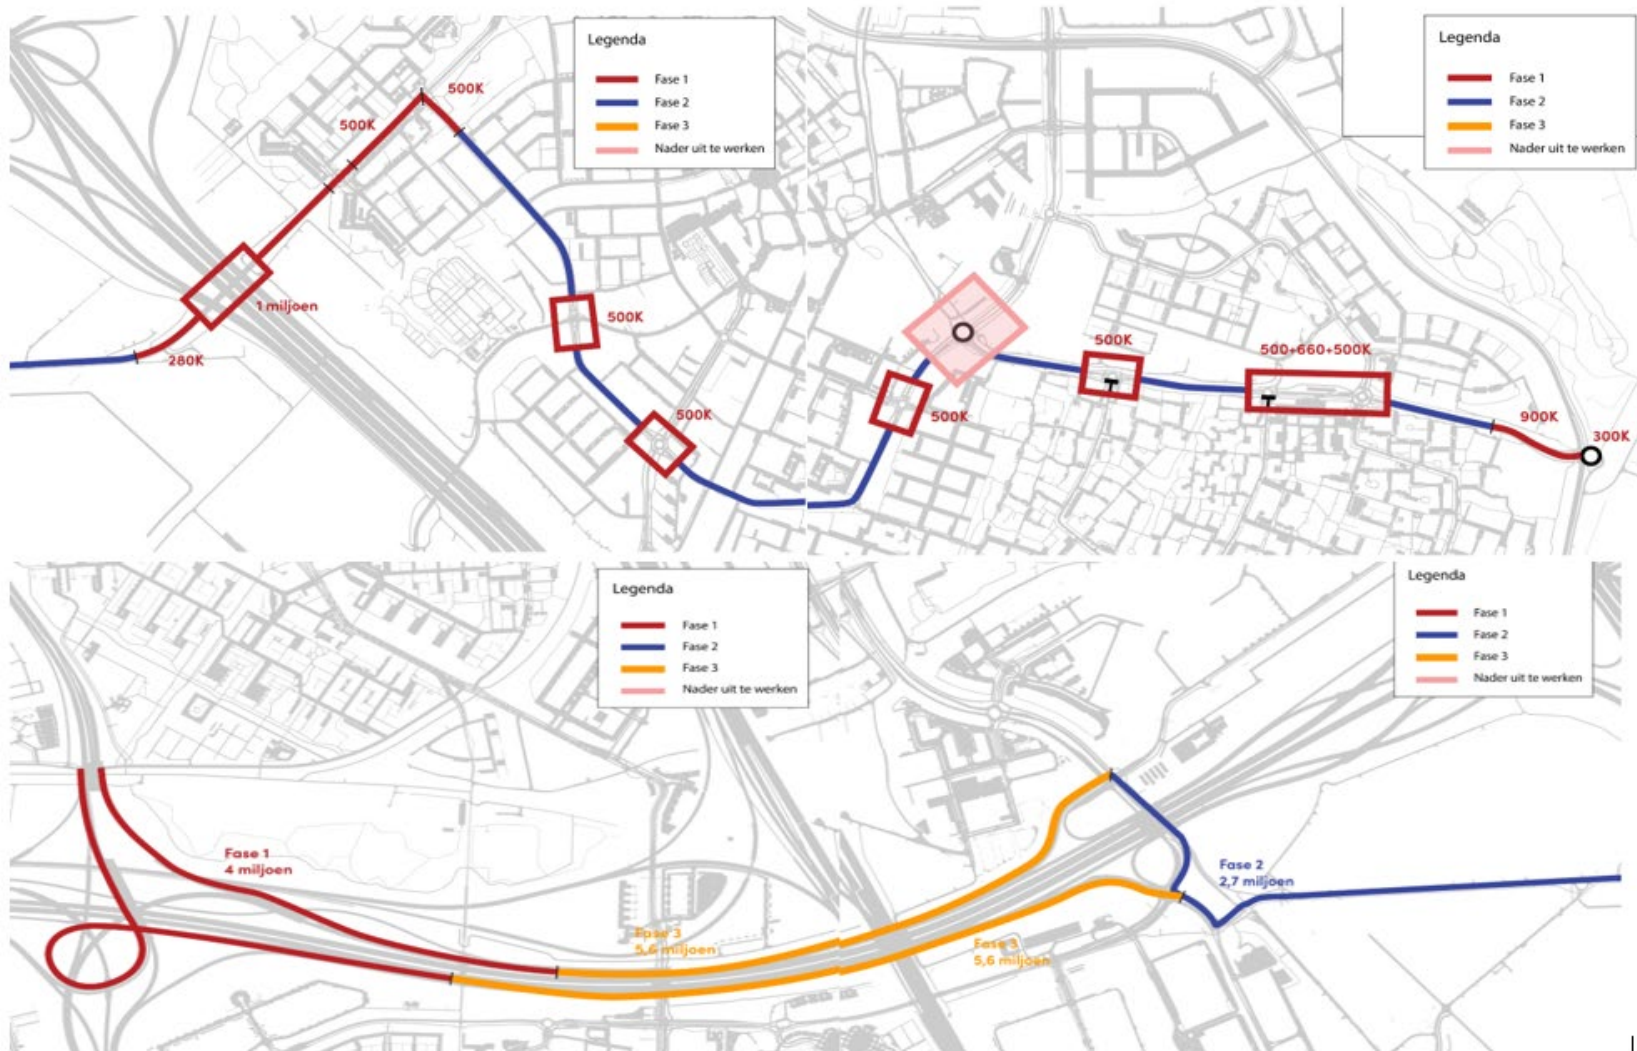 Legenda
Fase 1
Fase 2
Fase 3
Nader uit te werken
500K
500K
1 miljoen
280K
500K
500K
Legenda
Fase 1
Fase 2
Fase 3
Nader uit te werken
500K
500K
500+660+500K
900K
300K
Legenda
Fase 1
Fase 2
Fase 3
Nader uit te werken
Fase 1
4 miljoen
Fase 3
5,6 miljoen
Legenda
Fase 1
Fase 2
Fase 3
Nader uit te werken
Fase 2
2,7 miljoen
Fase 3
5,6 miljoen